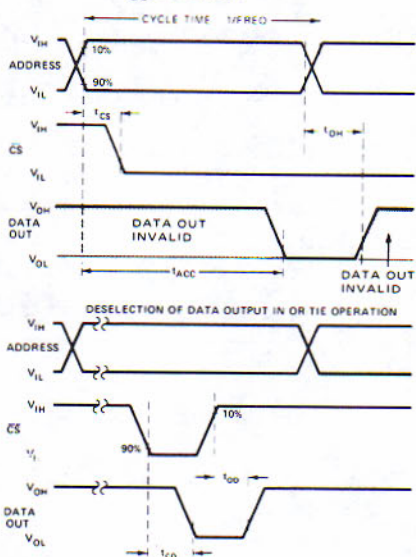 CYCLE TIME 1/FREQ
VIH
10%
ADDRESS
90%
VIL
tCS
VIH
tOH
CS
VIL
VOH
DATA
OUT
DATA OUT
INVALID
VOL
tACC
DATA OUT
INVALID
DESELECTION OF DATA OUTPUT IN OR TIE OPERATION
VIH
ADDRESS
VIL
VIH
10%
CS
90%
tOD
VOH
DATA
OUT
VOL
tCO